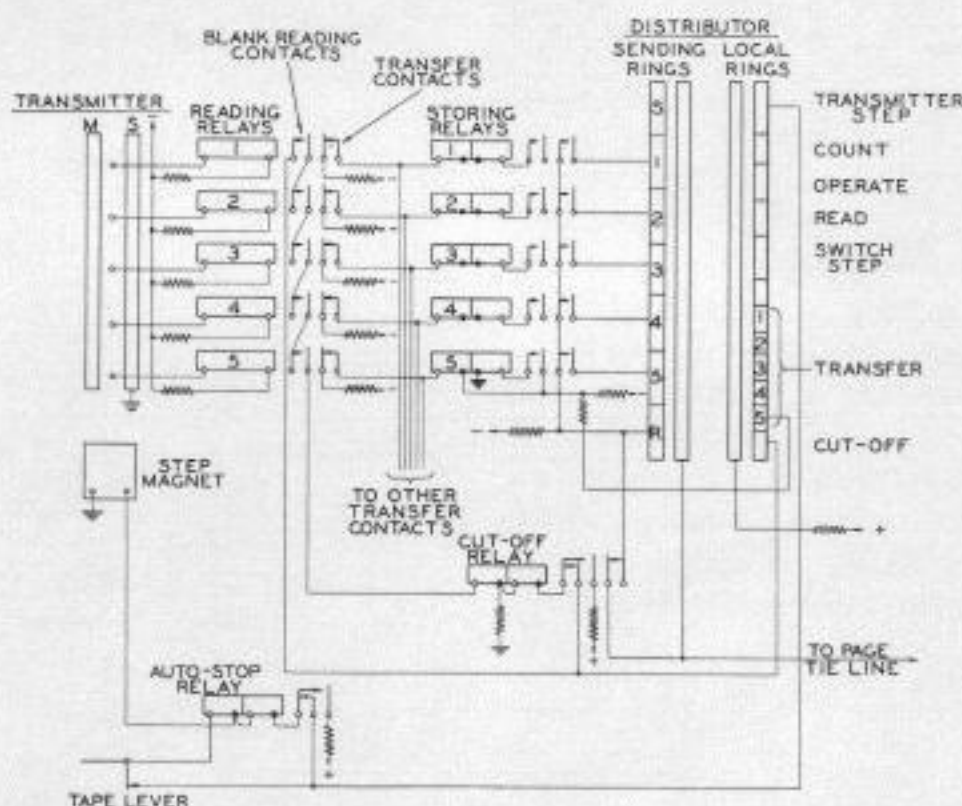 DISTRIBUTOR
SENDING
RINGS
LOCAL
RINGS
BLANK READING
CONTACTS
TRANSFER
CONTACTS
TRANSMITTER
M
S
READING
RELAYS
STORING
RELAYS
1
2
3
4
5
1
2
3
4
5
S
1
2
3
4
5
R
1
2
3
4
5
TRANSMITTER
STEP
COUNT
OPERATE
READ
SWITCH
STEP
TRANSFER
CUT-OFF
STEP
MAGNET
TO OTHER
TRANSFER
CONTACTS
CUT-OFF
RELAY
TO PAGE
TIE LINE
AUTO-STOP
RELAY
TAPE LEVER